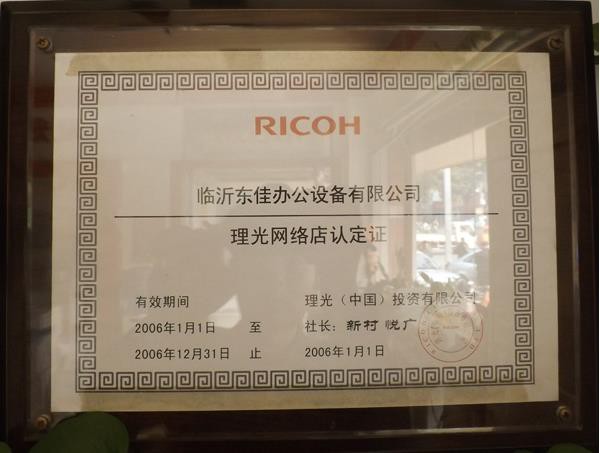 RICOH
临沂东佳办公设备有限公司
理光网络店认定证
有效期间
2006年1月1日 至
2006年12月31日 止
理光（中国）投资有限公司
社长：新村 悦广
2006年1月1日